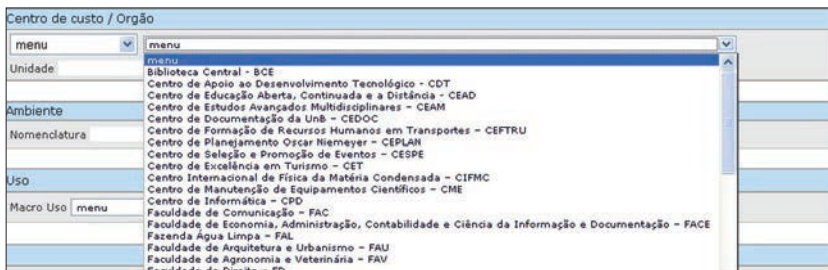 Centro de custo / Orgão
menu menu
Unidade
menu
Biblioteca Central - BCE
Centro de Apoio ao Desenvolvimento Tecnológico - CDT
Centro de Educação Aberta, Continuada e a Distância - CEAD
Centro de Estudos Avançados Multidisciplinares - CEAM
Centro de Documentação da UnB - CEDOC
Centro de Formação de Recursos Humanos em Transportes - CEFTRU
Centro de Planejamento Oscar Niemeyer - CEPLAN
Centro de Seleção e Promoção de Eventos - CESPE
Centro de Excelência em Turismo - CET
Centro Internacional de Física da Matéria Condensada - CIFMC
Centro de Manutenção de Equipamentos Científicos - CME
Centro de Informática - CPD
Faculdade de Comunicação - FAC
Faculdade de Economia, Administração, Contabilidade e Ciência da Informação e Documentação - FACE
Fazenda Água Limpa - FAL
Faculdade de Arquitetura e Urbanismo - FAU
Faculdade de Agronomia e Veterinária - FAV
Faculdade de Direito - FD
Ambiente
Nomenclatura
Uso
Macro Uso menu